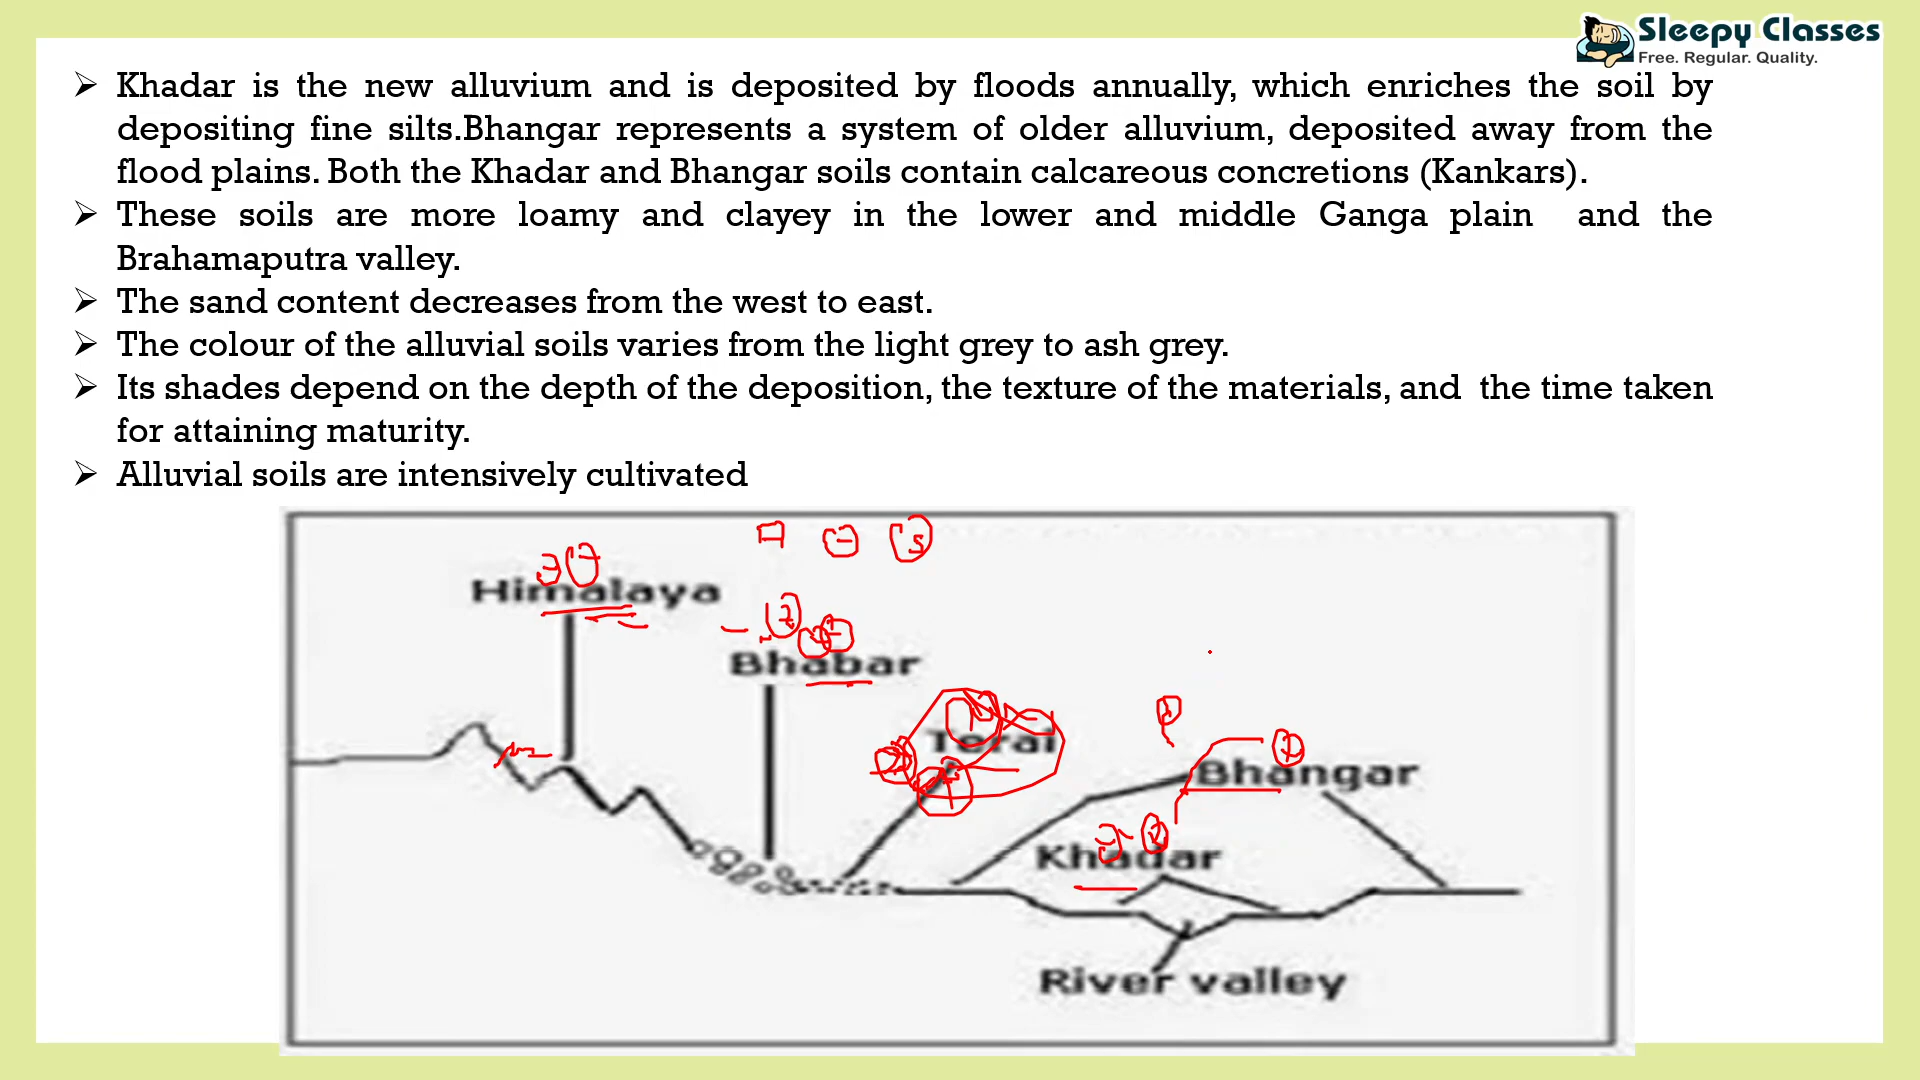 Sleepy Classes
Free. Regular. Quality.
Khadar is the new alluvium and is deposited by floods annually, which enriches the soil by
depositing fine silts.Bhangar represents a system of older alluvium, deposited away from the
flood plains. Both the Khadar and Bhangar soils contain calcareous concretions (Kankars).
These soils are more loamy and clayey in the lower and middle Ganga plain and the
Brahamaputra valley.
The sand content decreases from the west to east.
The colour of the alluvial soils varies from the light grey to ash grey.
Its shades depend on the depth of the deposition, the texture of the materials, and the time taken
for attaining maturity.
Alluvial soils are intensively cultivated
Himalaya
Bhabar
Terai
Bhangar
Khadar
River valley